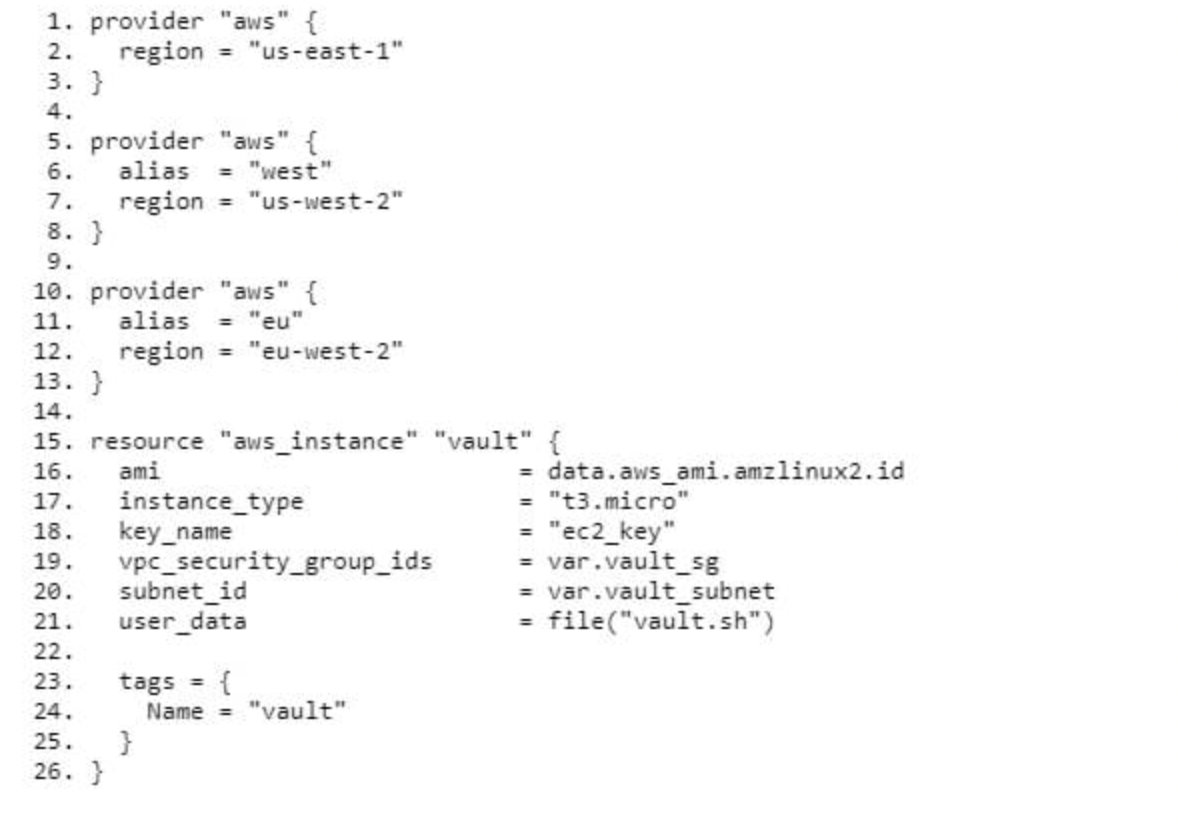 1. provider "aws" {
2.   region = "us-east-1"
3. }
4.
5. provider "aws" {
6.   alias  = "west"
7.   region = "us-west-2"
8. }
9.
10. provider "aws" {
11.   alias  = "eu"
12.   region = "eu-west-2"
13. }
14.
15. resource "aws_instance" "vault" {
16.   ami                         = data.aws_ami.amzlinux2.id
17.   instance_type               = "t3.micro"
18.   key_name                    = "ec2_key"
19.   vpc_security_group_ids      = var.vault_sg
20.   subnet_id                   = var.vault_subnet
21.   user_data                   = file("vault.sh")
22.
23.   tags = {
24.     Name = "vault"
25.   }
26. }